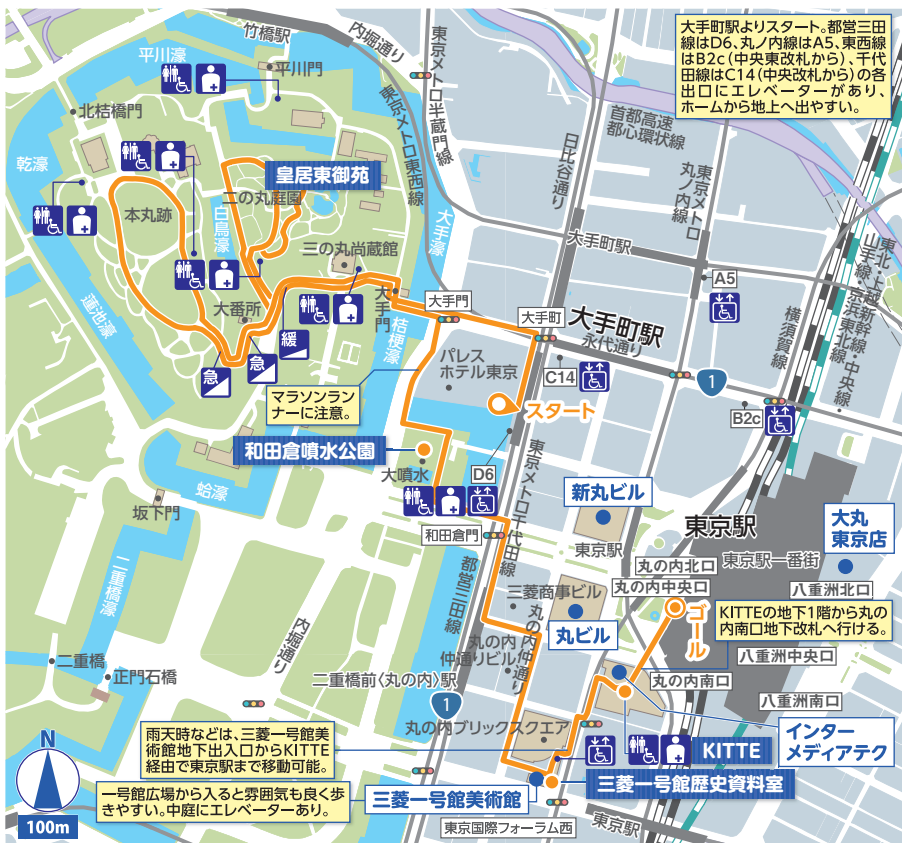 大手町駅よりスタート。都営三田
線はD6、丸ノ内線はA5、東西線
はB2c(中央東改札から)、千代
田線はC14(中央改札から)の各
出口にエレベーターがあり、
ホームから地上へ出やすい。
竹橋駅
内堀通り
東京メトロ半蔵門線
東京メトロ東西線
平川濠
平川門
北桔橋門
乾濠
首都高速
都心環状線
日比谷通り
東京メトロ
丸ノ内線
皇居東御苑
二の丸庭園
本丸跡
白鳥濠
大手濠
三の丸尚蔵館
大手町駅
東北・上越新幹線・
山手線・京浜東北線・中央線
横須賀線
A5
大番所
大手門
大手門
大手町
大手町駅
永代通り
蓮池濠
緩
急
急
桔梗濠
パレス
ホテル東京
C14
1
B2c
マラソンラン
ナーに注意。
スタート
和田倉噴水公園
大噴水
D6
東京メトロ千代田線
蛤濠
坂下門
和田倉門
新丸ビル
東京駅
東京駅
大丸
東京店
東京駅一番街
丸の内北口
丸の内中央口
八重洲北口
二重橋濠
都営三田線
三菱商事ビル
丸ビル
ゴール
KITTEの地下1階から丸の
内南口地下改札へ行ける。
内堀通り
丸の内
仲通りビル
丸の内仲通り
八重洲中央口
丸の内南口
八重洲南口
二重橋
正門石橋
二重橋前〈丸の内〉駅
1
丸の内ブリックスクエア
インター
メディアテク
雨天時などは、三菱一号館美
術館地下出入口からKITTE
経由で東京駅まで移動可能。
KITTE
一号館広場から入ると雰囲気も良く歩
きやすい。中庭にエレベーターあり。
三菱一号館美術館
三菱一号館歴史資料室
東京国際フォーラム西
東京駅
N
100m